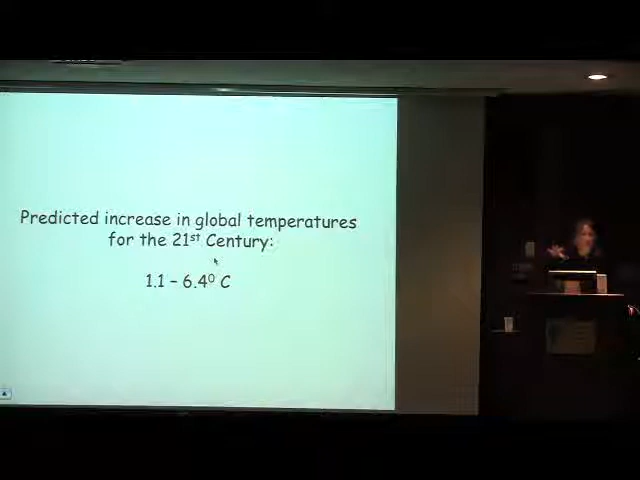 Predicted increase in global temperatures
for the 21st Century:
1.1 – 6.4⁰ C